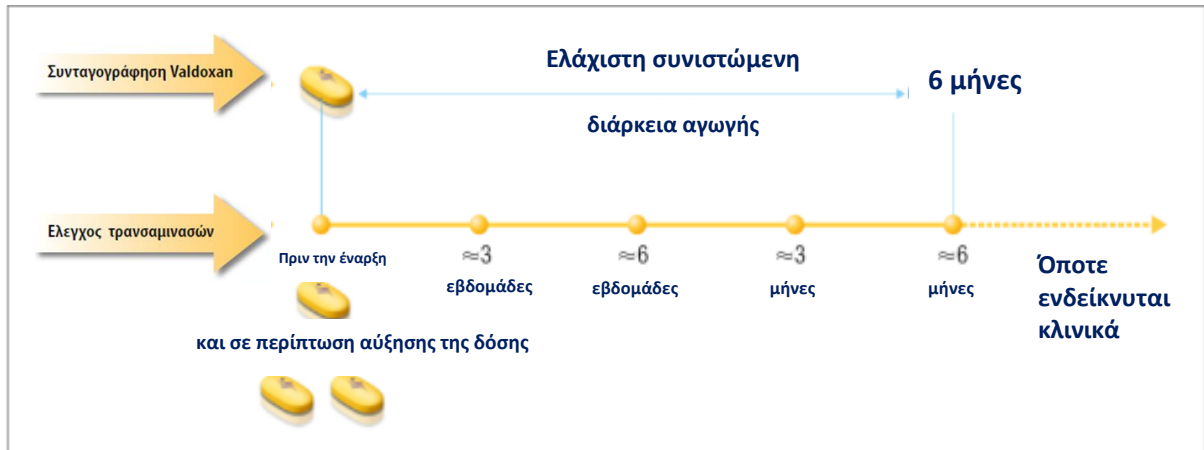 Συνταγογράφηση Valdoxan
Ελάχιστη συνιστώμενη
διάρκεια αγωγής
6 μήνες
Ελεγχος τρανσαμινασών
Πριν την έναρξη
≈3
εβδομάδες
≈6
εβδομάδες
≈3
μήνες
≈6
μήνες
Όποτε
ενδείκνυται
κλινικά
και σε περίπτωση αύξησης της δόσης